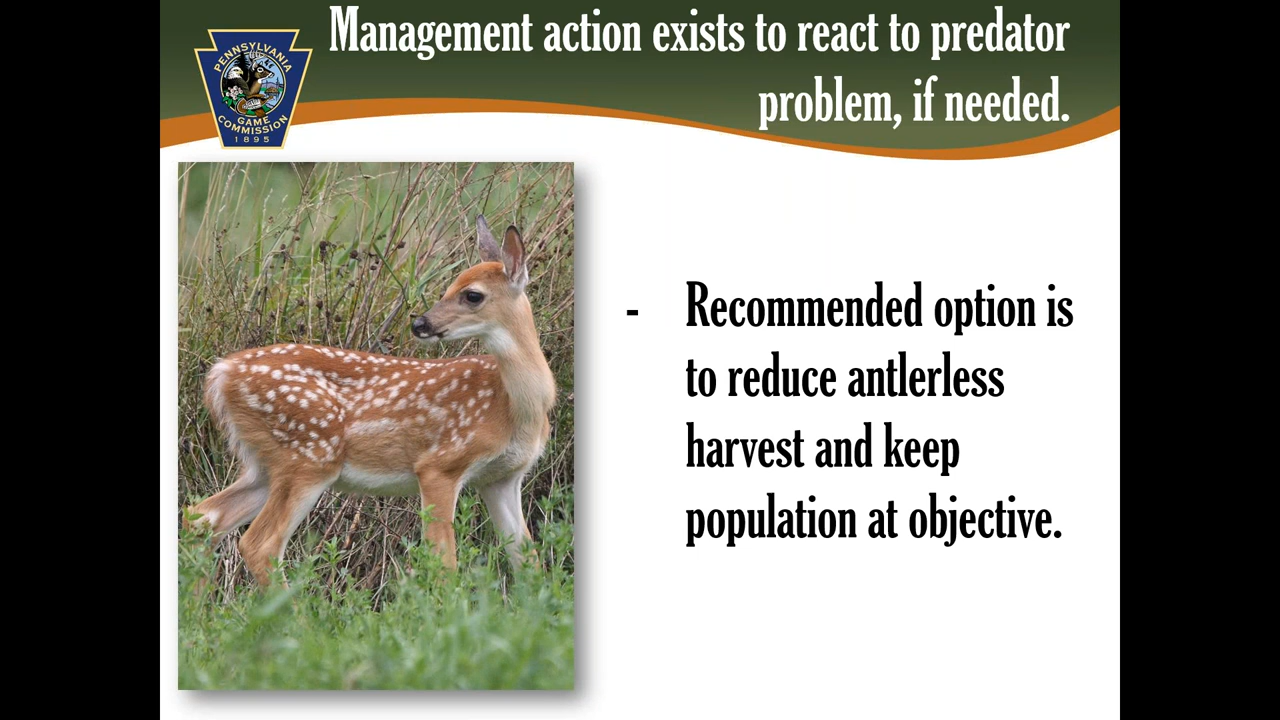 Management action exists to react to predator
problem, if needed.
PENNSYLVANIA
GAME
COMMISSION
1895
- Recommended option is
to reduce antlerless
harvest and keep
population at objective.